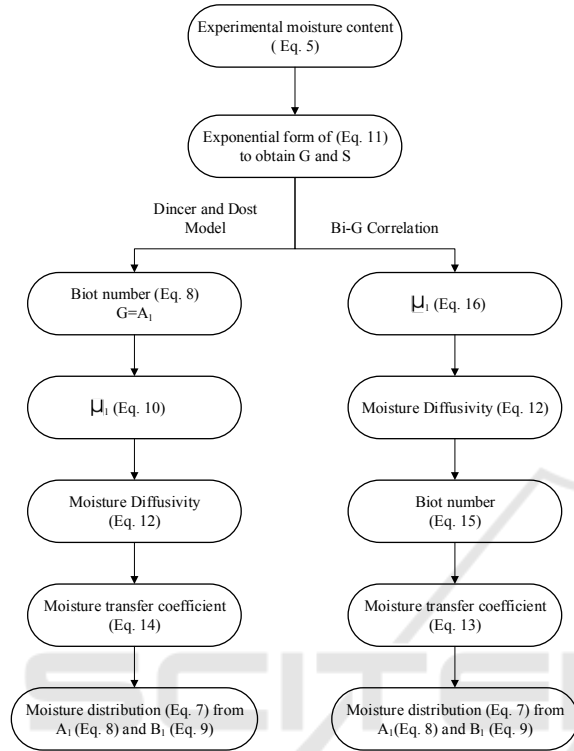 Experimental moisture content
( Eq. 5)
Exponential form of (Eq. 11)
to obtain G and S
Dincer and Dost
Model
Bi-G Correlation
Biot number (Eq. 8)
G=A₁
μ₁ (Eq. 10)
Moisture Diffusivity
(Eq. 12)
Moisture transfer coefficient
(Eq. 14)
Moisture distribution (Eq. 7) from
A₁ (Eq. 8) and B₁ (Eq. 9)
μ₁ (Eq. 16)
Moisture Diffusivity (Eq. 12)
Biot number
(Eq. 15)
Moisture transfer coefficient
(Eq. 13)
Moisture distribution (Eq. 7) from
A₁(Eq. 8) and B₁ (Eq. 9)